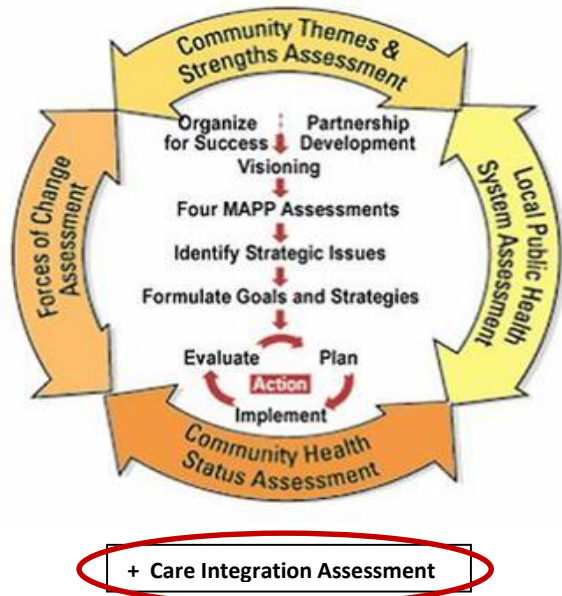 Community Themes &
Strengths Assessment
Organize
for Success
Partnership
Development
Visioning
Four MAPP Assessments
Identify Strategic Issues
Formulate Goals and Strategies
Evaluate
Plan
Action
Implement
Forces of Change
Assessment
Local Public Health
System Assessment
Community Health
Status Assessment
+ Care Integration Assessment